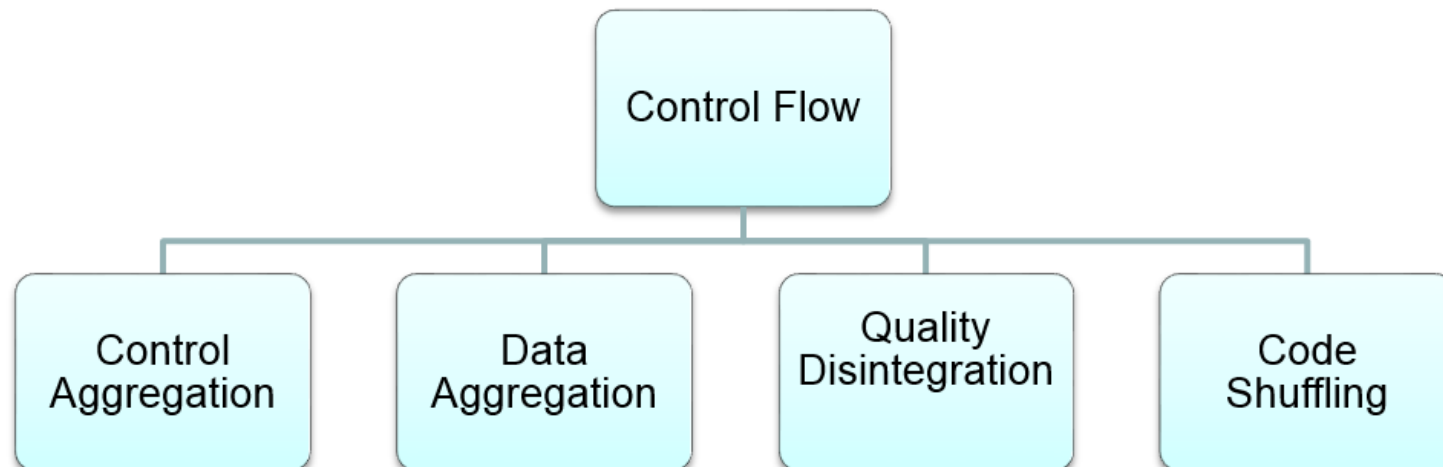 Control Flow
Control
Aggregation
Data
Aggregation
Quality
Disintegration
Code
Shuffling